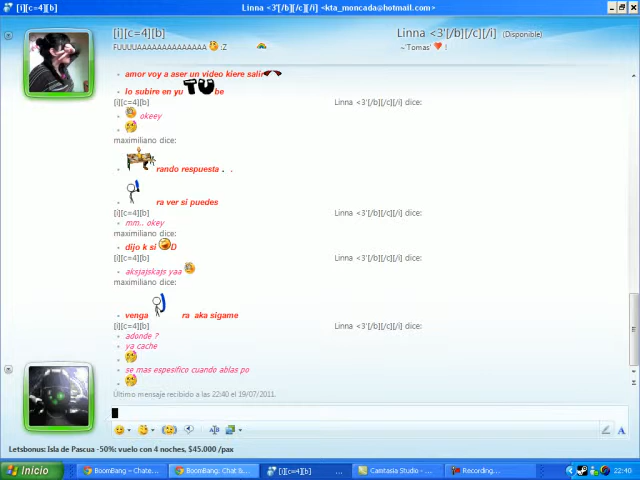 [i][c=4][b] Linna <3'[/b][/c][/i] <kta_moncada@hotmail.com>
[i][c=4][b] Linna <3'[/b][/c][/i] (Disponible)
FUUUUAAAAAAAAAAAAAA ¡Z ~'Tomas' !
amor voy a aser un video kiere salir
lo subire en yu TU be
[i][c=4][b] Linna <3'[/b][/c][/i] dice:
okeey
maximiliano dice:
rando respuesta . .
ra ver si puedes
[i][c=4][b] Linna <3'[/b][/c][/i] dice:
mm.. okey
maximiliano dice:
dijo k si D
[i][c=4][b] Linna <3'[/b][/c][/i] dice:
aksjajskajs yaa
maximiliano dice:
venga ra aka sigame
[i][c=4][b] Linna <3'[/b][/c][/i] dice:
adonde ?
ya cache
se mas espesifico cuando ablas po
Último mensaje recibido a las 22:40 el 19/07/2011.
Letsbonus: Isla de Pascua -50%: vuelo con 4 noches, $45.000 /pax
Inicio BoomBang – Chate... BoomBang: Chat &... [i][c=4][b] ... Camtasia Studio – ... Recording... 22:40